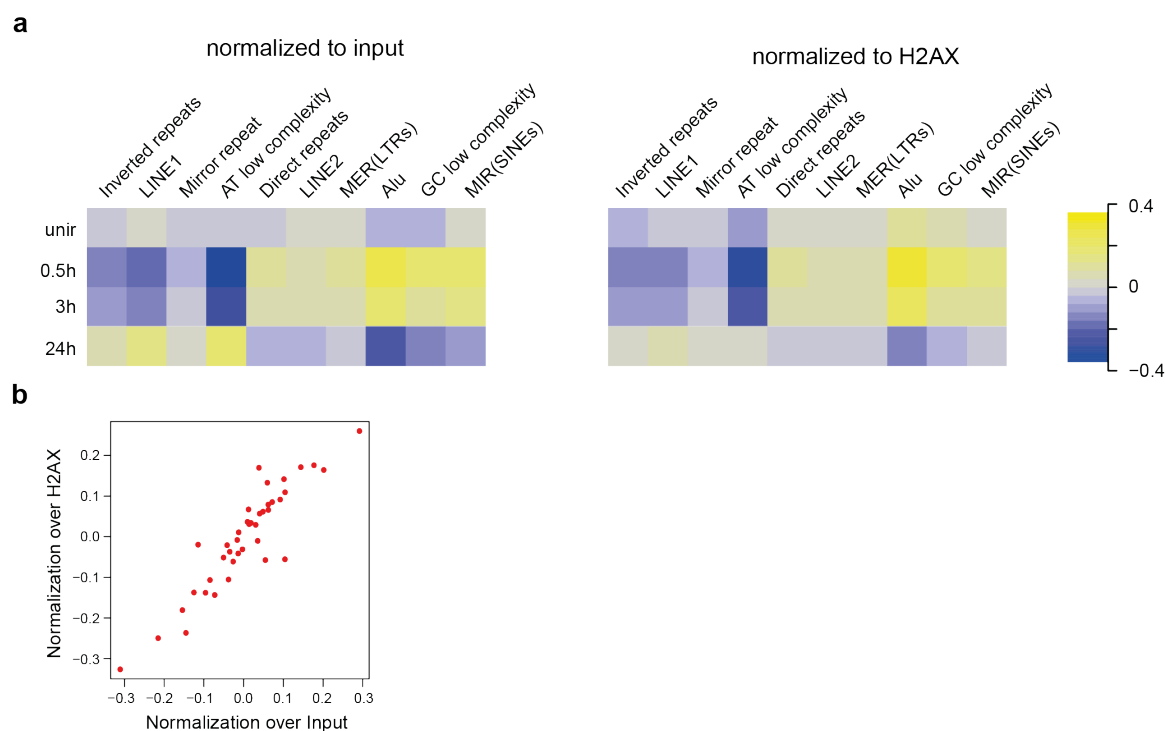 a
normalized to input
normalized to H2AX
Inverted repeats
LINE1
Mirror repeat
AT low complexity
Direct repeats
LINE2
MER(LTRs)
Alu
GC low complexity
MIR(SINEs)
Inverted repeats
LINE1
Mirror repeat
AT low complexity
Direct repeats
LINE2
MER(LTRs)
Alu
GC low complexity
MIR(SINEs)
unir
0.5h
3h
24h
0.4
0
−0.4
b
Normalization over H2AX
0.2
0.1
0.0
−0.1
−0.2
−0.3
−0.3 −0.2 −0.1 0.0 0.1 0.2 0.3
Normalization over Input